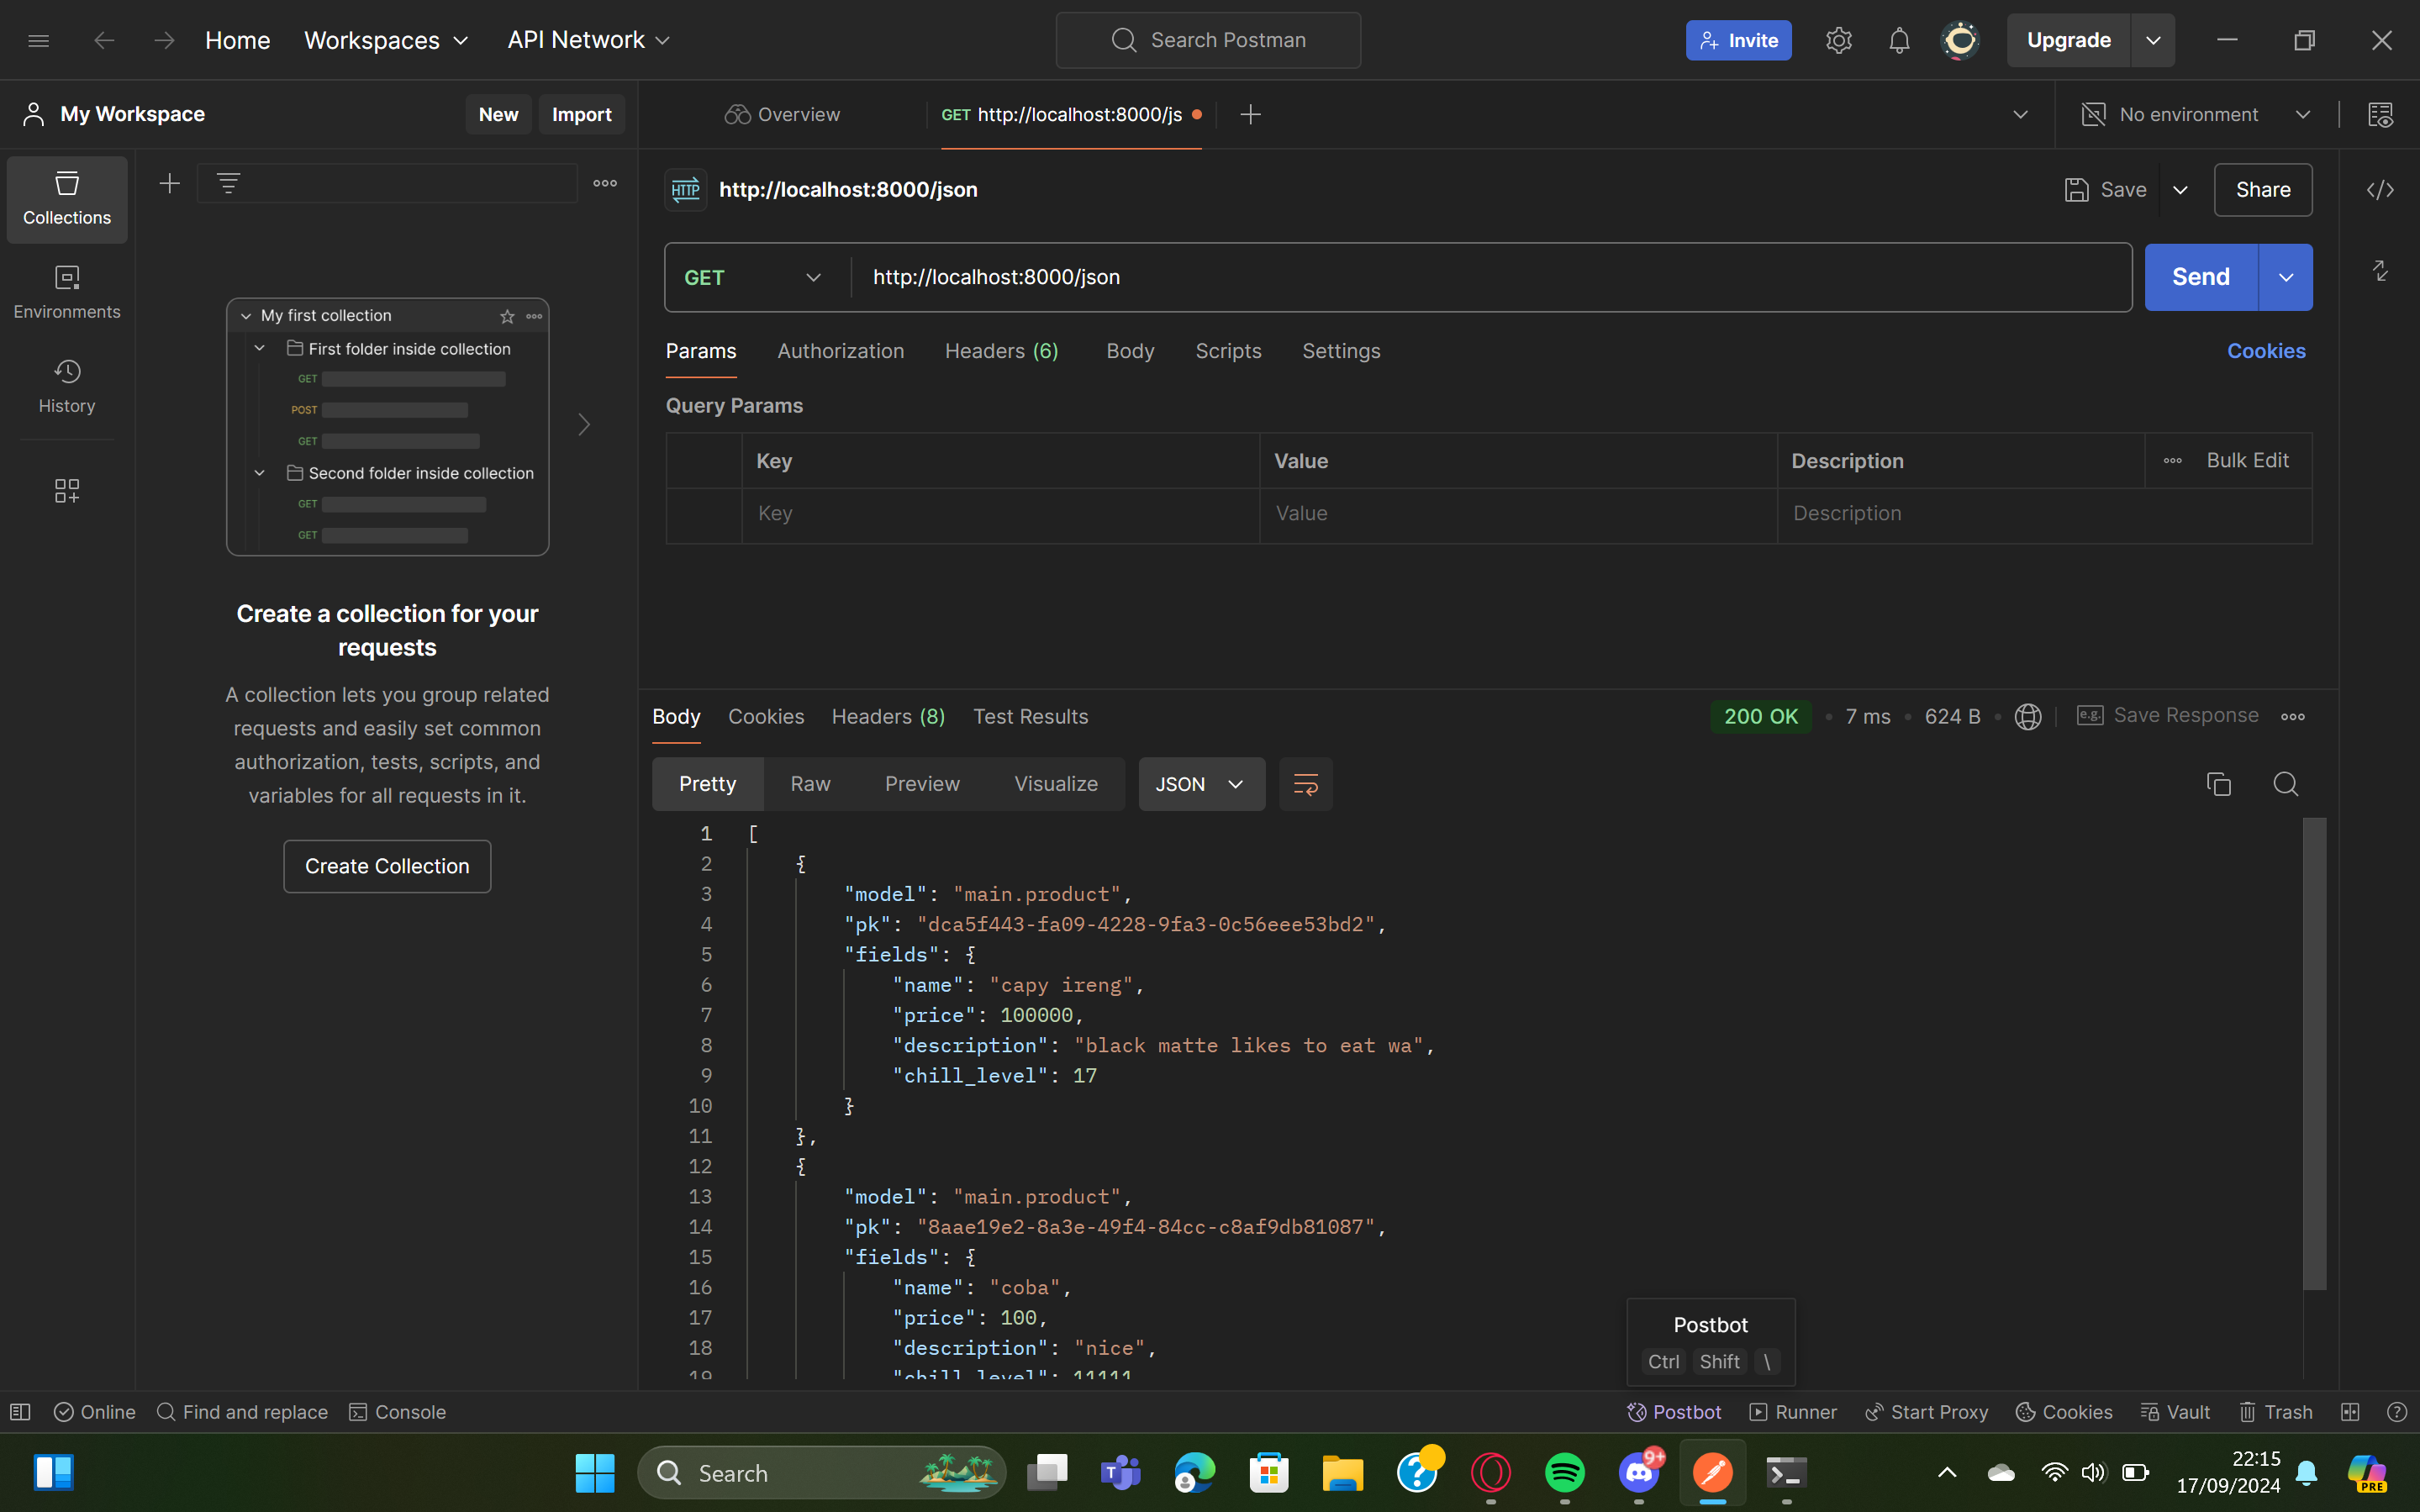 Home Workspaces API Network
Search Postman
Invite
Upgrade
My Workspace New Import
Overview GET http://localhost:8000/js No environment
Collections
Environments
History
My first collection
First folder inside collection
GET
POST
GET
Second folder inside collection
GET
GET
Create a collection for your
requests
A collection lets you group related
requests and easily set common
authorization, tests, scripts, and
variables for all requests in it.
Create Collection
HTTP http://localhost:8000/json Save Share
GET http://localhost:8000/json Send
Params Authorization Headers (6) Body Scripts Settings Cookies
Query Params
Key Value Description Bulk Edit
Key Value Description
Body Cookies Headers (8) Test Results 200 OK 7 ms 624 B e.g. Save Response
Pretty Raw Preview Visualize JSON
1 [
2 {
3 "model": "main.product",
4 "pk": "dca5f443-fa09-4228-9fa3-0c56eee53bd2",
5 "fields": {
6 "name": "capy ireng",
7 "price": 100000,
8 "description": "black matte likes to eat wa",
9 "chill_level": 17
10 }
11 },
12 {
13 "model": "main.product",
14 "pk": "8aae19e2-8a3e-49f4-84cc-c8af9db81087",
15 "fields": {
16 "name": "coba",
17 "price": 100,
18 "description": "nice",
19 "chill_level": 11111
Postbot
Ctrl Shift \
Online Find and replace Console Postbot Runner Start Proxy Cookies Vault Trash
Search
T
9+
22:15
17/09/2024
PRE